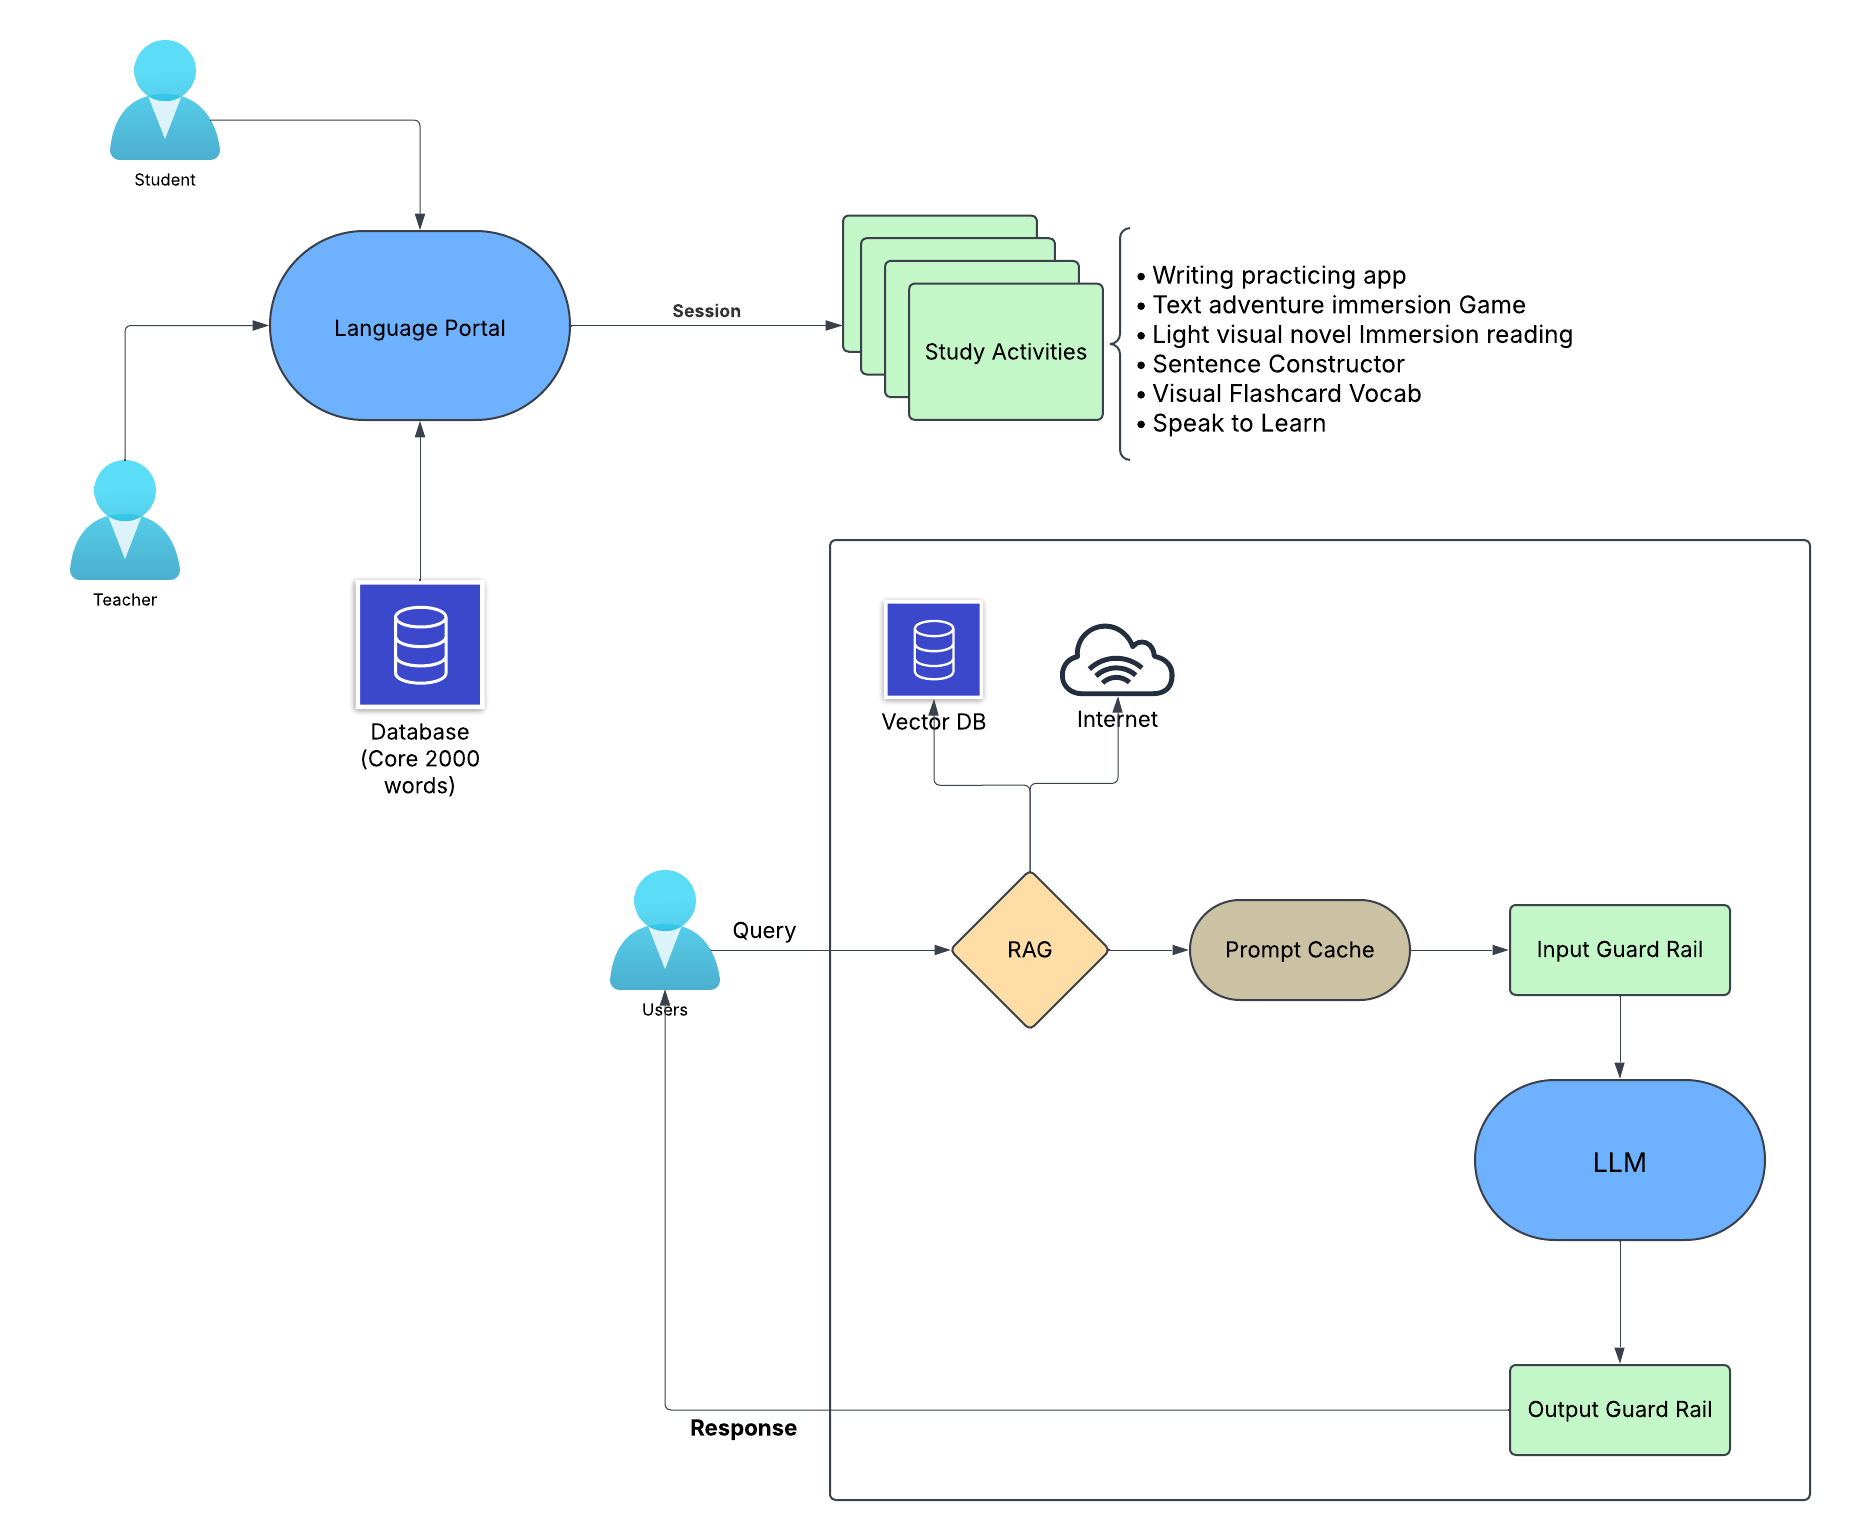 Student
Language Portal
Session
Study Activities
• Writing practicing app
• Text adventure immersion Game
• Light visual novel Immersion reading
• Sentence Constructor
• Visual Flashcard Vocab
• Speak to Learn
Teacher
Database
(Core 2000
words)
Vector DB
Internet
Users
Query
RAG
Prompt Cache
Input Guard Rail
LLM
Output Guard Rail
Response